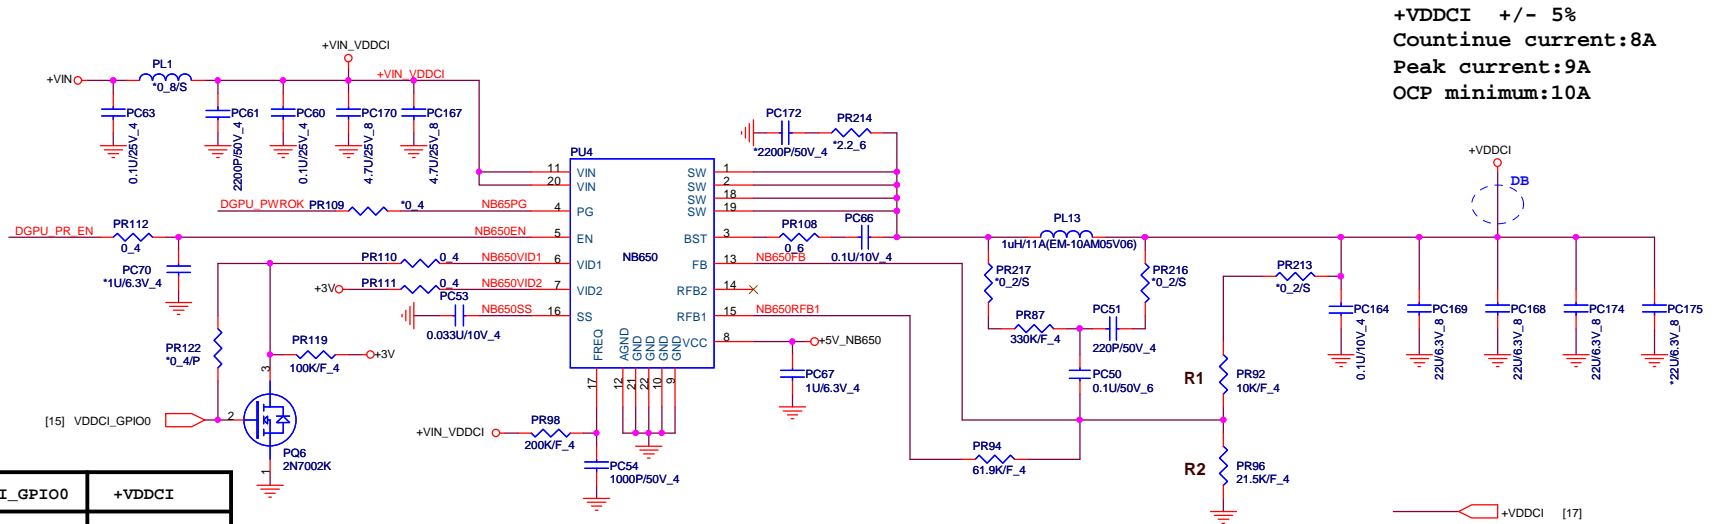 +VDDCI +/- 5%
Countinue current:8A
Peak current:9A
OCP minimum:10A
+VIN_VDDCI
+VIN
PL1
*0_8/S
+VIN_VDDCI
PC63
0.1U/25V_4
PC61
2200P/50V_4
PC60
0.1U/25V_4
PC170
4.7U/25V_8
PC167
4.7U/25V_8
PC172
*2200P/50V_4
PR214
*2.2_6
PU4
11 VIN
20 VIN
4 PG
5 EN
6 VID1
7 VID2
16 SS
NB650
SW 1
SW 2
SW 18
SW 19
BST 3
FB 13
RFB2 14
RFB1 15
VCC 8
FREQ 17
AGND 12
GND 21
GND 22
GND 10
GND 9
DGPU_PWROK PR109 *0_4 NB65PG
DGPU_PR_EN PR112 0_4 NB650EN
PC70
*1U/6.3V_4
PR110 0_4 NB650VID1
+3V PR111 0_4 NB650VID2
PC53 NB650SS
0.033U/10V_4
PR122
*0_4/P
PR119
100K/F_4
+3V
3
2
1
[15] VDDCI_GPIO0
PQ6
2N7002K
+VIN_VDDCI
PR98
200K/F_4
PC54
1000P/50V_4
PR108
0_6
PC66
0.1U/10V_4
NB650FB
NB650RFB1
+5V_NB650
PC67
1U/6.3V_4
PL13
1uH/11A(EM-10AM05V06)
PR217
*0_2/S
PR216
*0_2/S
PR87
330K/F_4
PC51
220P/50V_4
PC50
0.1U/50V_6
PR94
61.9K/F_4
PR213
*0_2/S
R1
PR92
10K/F_4
R2
PR96
21.5K/F_4
+VDDCI
DB
PC164
0.1U/10V_4
PC169
22U/6.3V_8
PC168
22U/6.3V_8
PC174
22U/6.3V_8
PC175
*22U/6.3V_8
I_GPIO0 +VDDCI
+VDDCI [17]